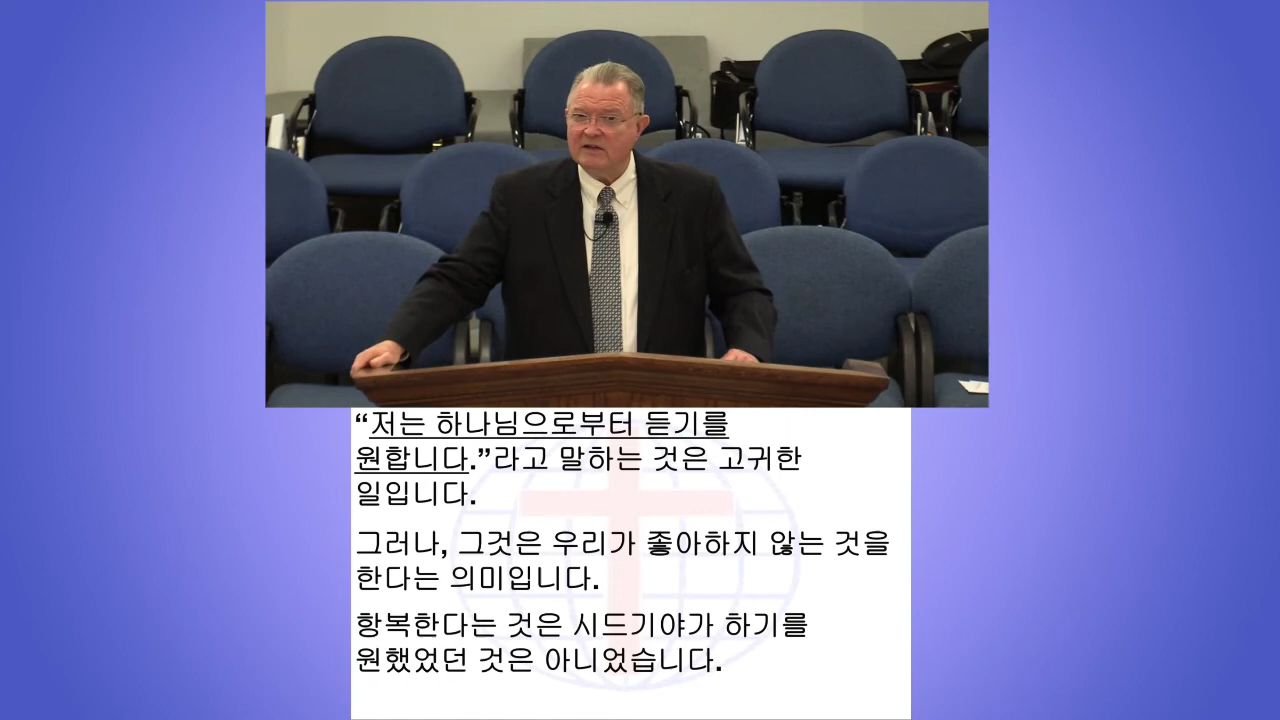 “저는 하나님으로부터 듣기를
원합니다.”라고 말하는 것은 고귀한
일입니다.
그러나, 그것은 우리가 좋아하지 않는 것을
한다는 의미입니다.
항복한다는 것은 시드기야가 하기를
원했었던 것은 아니었습니다.